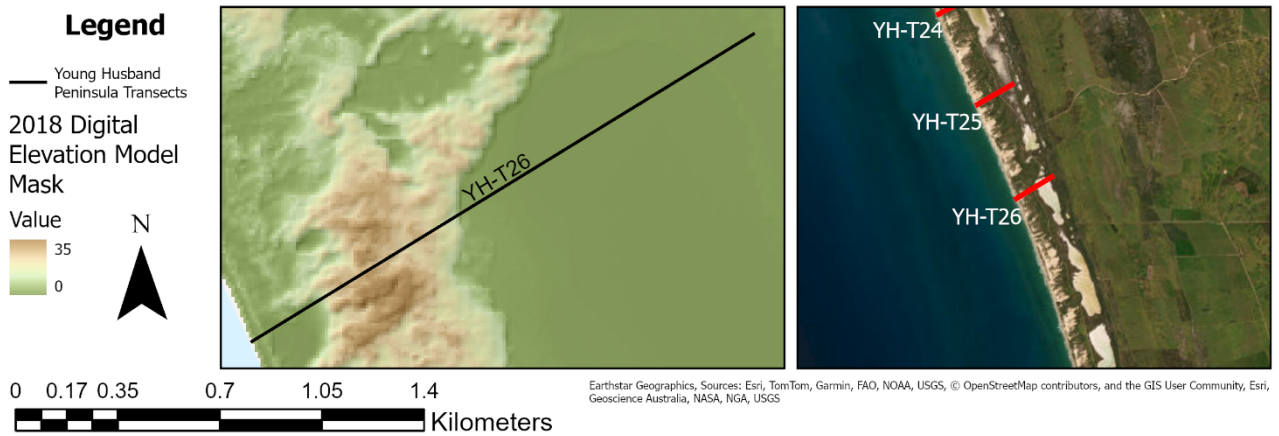 Legend
Young Husband
Peninsula Transects
2018 Digital
Elevation Model
Mask
Value
35
0
N
YH-T26
YH-T24
YH-T25
YH-T26
0 0.17 0.35 0.7 1.05 1.4
Kilometers
Earthstar Geographics, Sources: Esri, TomTom, Garmin, FAO, NOAA, USGS, © OpenStreetMap contributors, and the GIS User Community, Esri,
Geoscience Australia, NASA, NGA, USGS